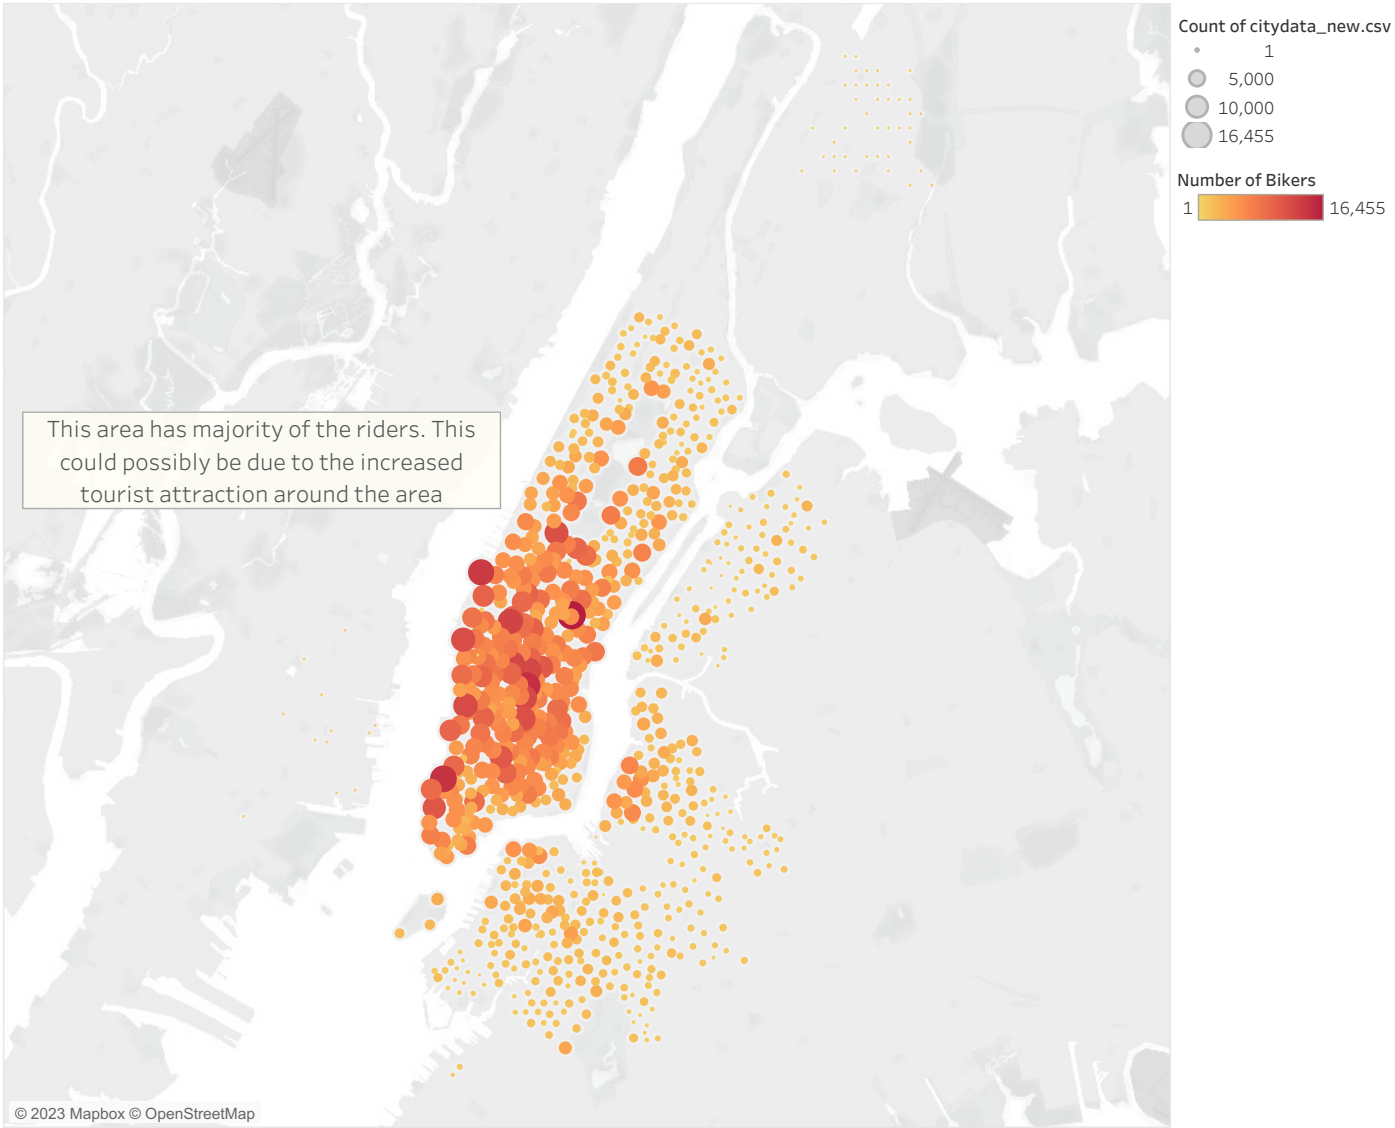 Count of citydata_new.csv
1
5,000
10,000
16,455
Number of Bikers
1 16,455
This area has majority of the riders. This
could possibly be due to the increased
tourist attraction around the area
© 2023 Mapbox © OpenStreetMap